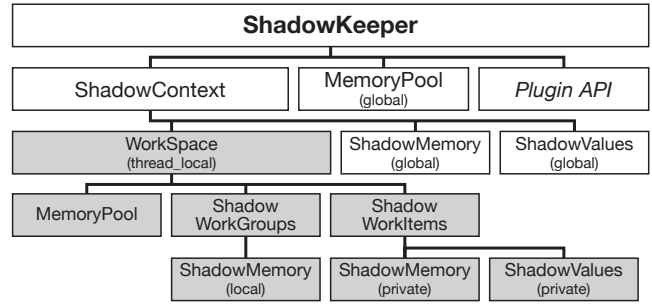 ShadowKeeper
ShadowContext
MemoryPool
(global)
Plugin API
WorkSpace
(thread_local)
ShadowMemory
(global)
ShadowValues
(global)
MemoryPool
Shadow
WorkGroups
Shadow
WorkItems
ShadowMemory
(local)
ShadowMemory
(private)
ShadowValues
(private)